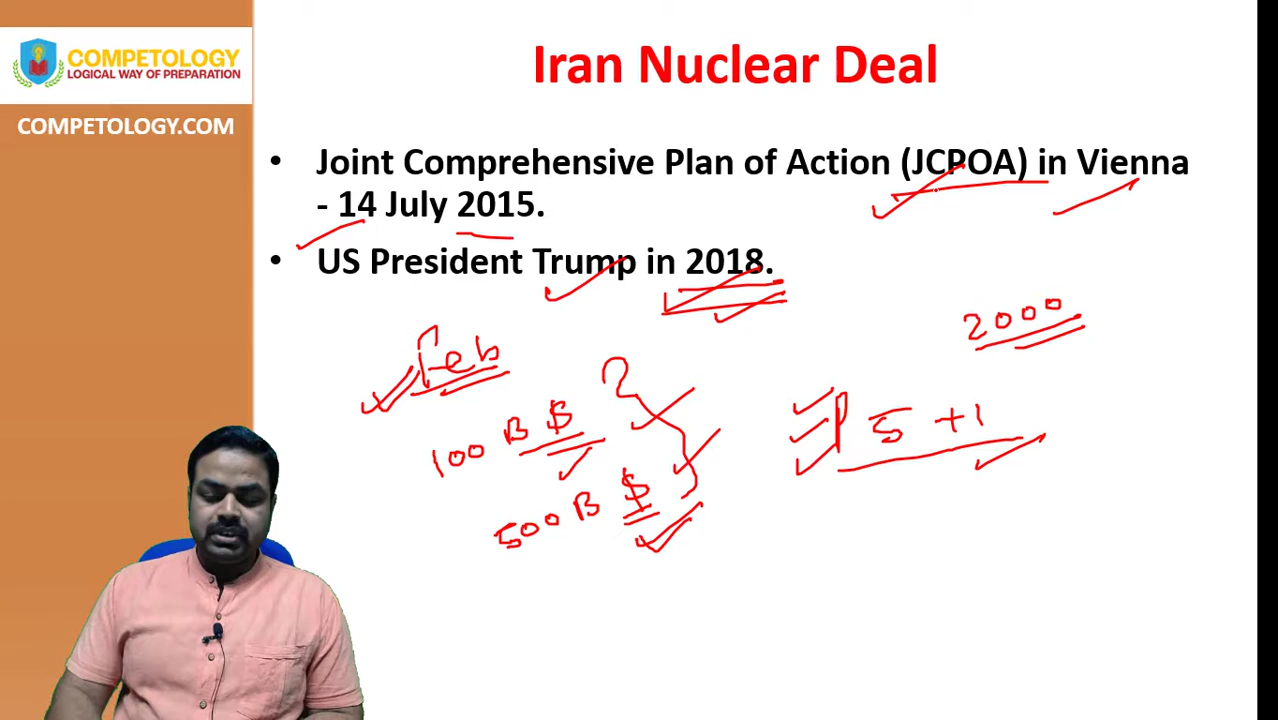 COMPETOLOGY
LOGICAL WAY OF PREPARATION
COMPETOLOGY.COM
Iran Nuclear Deal
• Joint Comprehensive Plan of Action (JCPOA) in Vienna
- 14 July 2015.
• US President Trump in 2018.
2000
Feb
100 B $
P 5 +1
500 B $